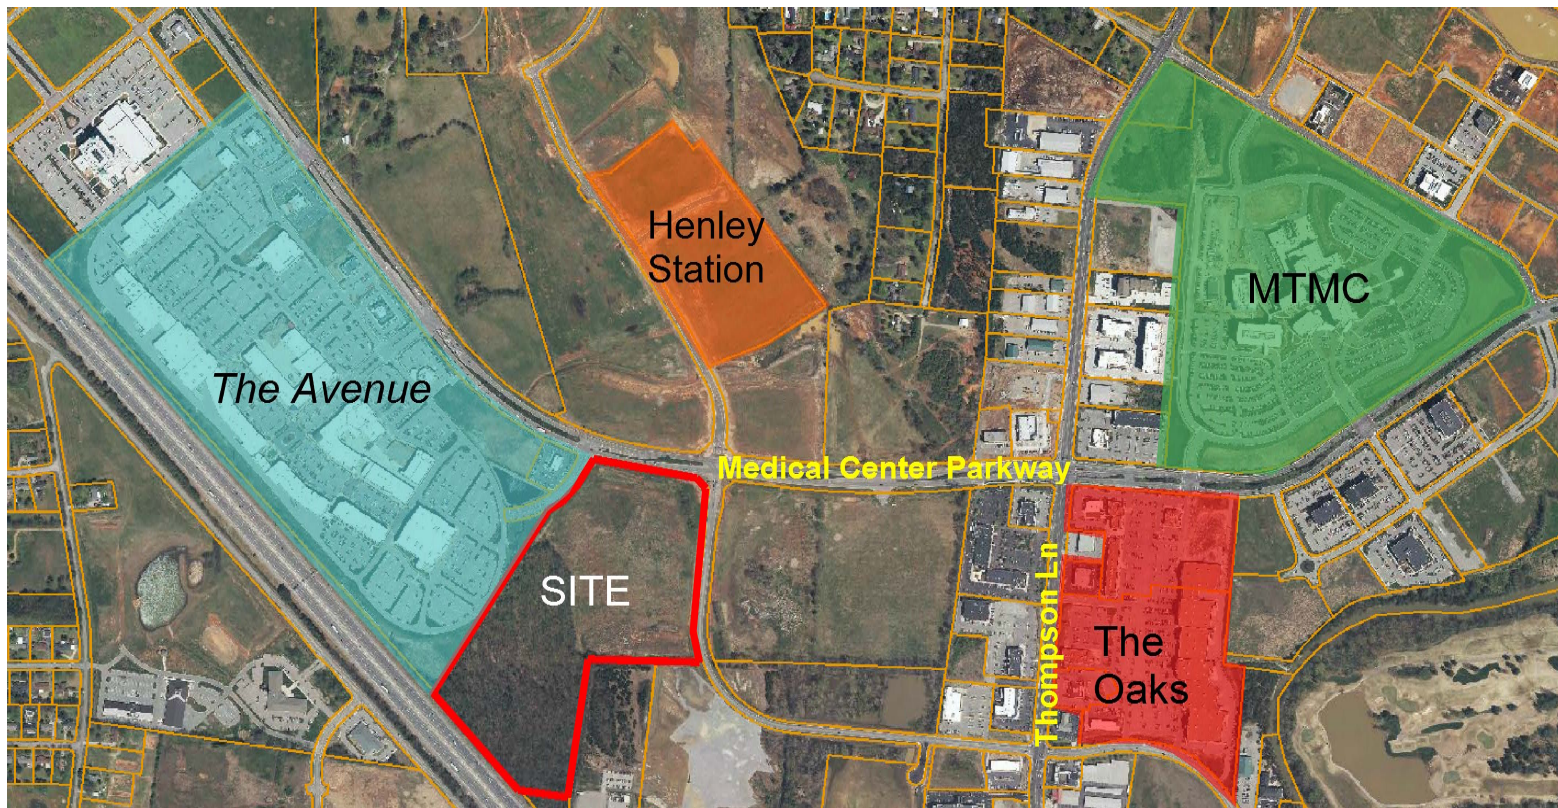 Henley
Station
MTMC
The Avenue
Medical Center Parkway
SITE
Thompson Ln
The
Oaks